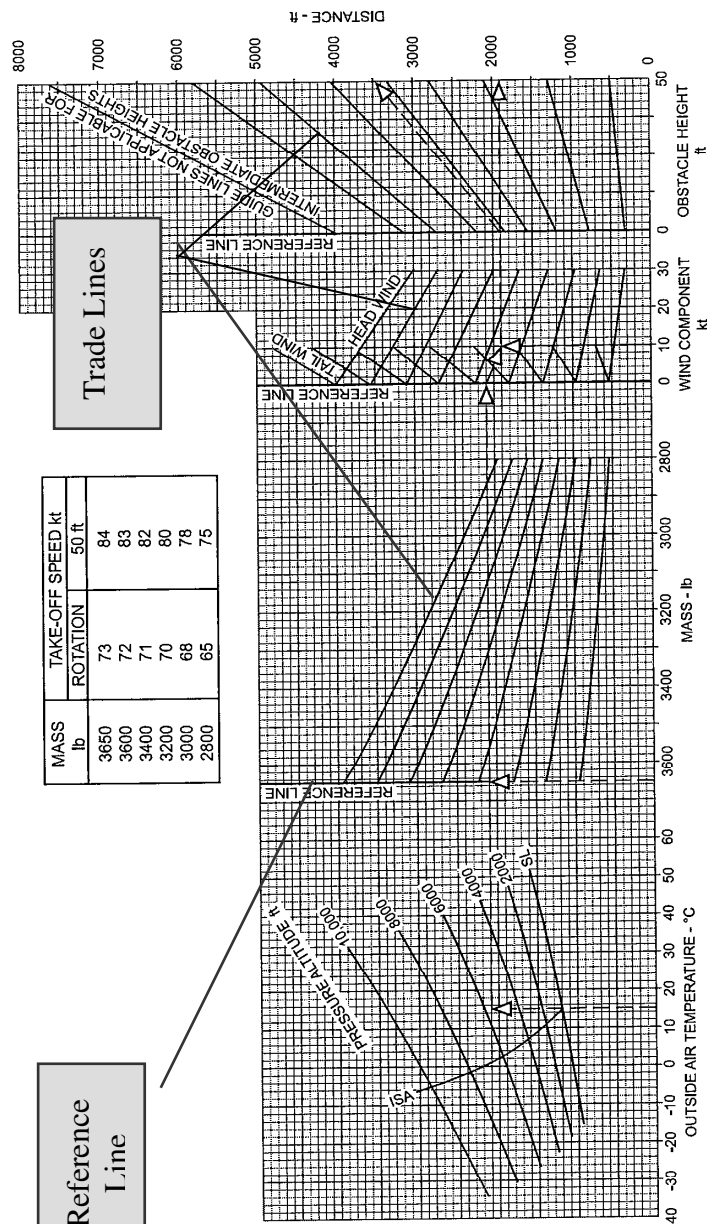 Reference
Line
Trade Lines
MASS
lb
TAKE-OFF SPEED kt
ROTATION
50 ft
3650 73 84
3600 72 83
3400 71 82
3200 70 80
3000 68 78
2800 65 75
PRESSURE ALTITUDE ft
10,000
8000
6000
4000
2000
SL
ISA
REFERENCE LINE
REFERENCE LINE
TAIL WIND
HEAD WIND
REFERENCE LINE
GUIDE LINES NOT APPLICABLE FOR
INTERMEDIATE OBSTACLE HEIGHTS
8000
7000
6000
5000
4000
3000
2000
1000
0
DISTANCE - ft
40 -30 -20 -10 0 10 20 30 40 50 60
OUTSIDE AIR TEMPERATURE - °C
3600 3400 3200 3000 2800
MASS - lb
0 10 20 30
WIND COMPONENT
kt
0 50
OBSTACLE HEIGHT
ft